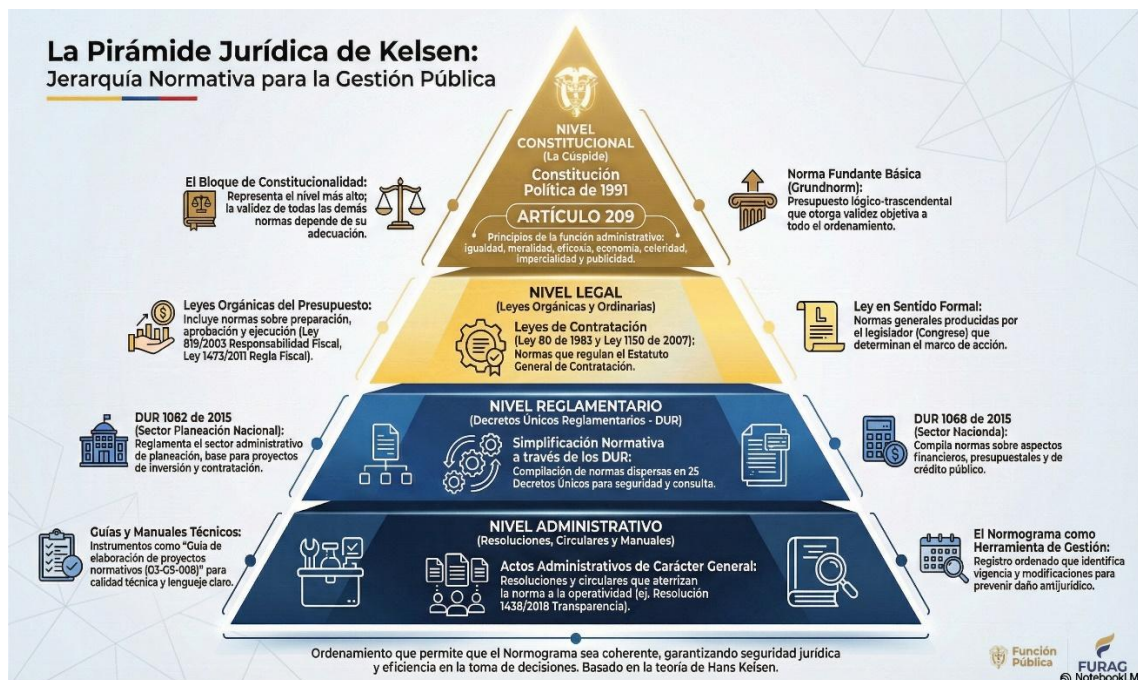 La Pirámide Jurídica de Kelsen:
Jerarquía Normativa para la Gestión Pública
NIVEL
CONSTITUCIONAL
(La Cúspide)
Constitución
Política de 1991
ARTÍCULO 209
Principios de la función administrativo:
igualdad, meralidad, eficoxia, economía, celeridad,
impercialidad y publicidad.
El Bloque de Constitucionalidad:
Representa el nivel más alto;
la validez de todas las demás
normas depende de su
adecuación.
Norma Fundante Básica
(Grundnorm):
Presupuesto lógico-trascendental
que otorga validez objetiva a
todo el ordenamiento.
Leyes Orgánicas del Presupuesto:
Incluye normas sobre preparación,
aprobación y ejecución (Ley
819/2003 Responsabilidad Fiscal,
Ley 1473/2011 Regla Fiscal).
NIVEL LEGAL
(Leyes Orgánicas y Ordinarias)
Leyes de Contratación
(Ley 80 de 1983 y Ley 1150 de 2007):
Normas que regulan el Estatuto
General de Contratación.
Ley en Sentido Formal:
Normas generales producidas por
el legislador (Congrese) que
determinan el marco de acción.
DUR 1082 de 2015
(Sector Planeación Nacional):
Reglamenta el sector administrativo
de planeación, base para proyectos
de inversión y contratación.
NIVEL REGLAMENTARIO
(Decretos Únicos Reglamentarios - DUR)
Simplificación Normativa
a través de los DUR:
Compilación de normas dispersas en 25
Decretos Únicos para seguridad y consulta.
DUR 1068 de 2015
(Sector Nacionda):
Compila normas sobre aspectos
financieros, presupuestales y de
crédito público.
Guías y Manuales Técnicos:
Instrumentos como "Guia de
elaboración de proyectos
normativos (03-GS-008)" para
calidad técnica y lengueje claro.
NIVEL ADMINISTRATIVO
(Resoluciones, Circulares y Manuales)
Actos Administrativos de Carácter General:
Resoluciones y circulares que aterrizan
la norma a la operatividad (ej. Resolución
1438/2018 Transparencia).
El Normograma como
Herramienta de Gestión:
Registro ordenado que identifica
vigencia y modificaciones para
prevenir daño antijurídico.
Ordenamiento que permite que el Normograma sea coherente, garantizando seguridad jurídica
y eficiencia en la toma de decisiones. Basado en la teoría de Hans Keísen.
Función
Pública
FURAG
NotebookLM